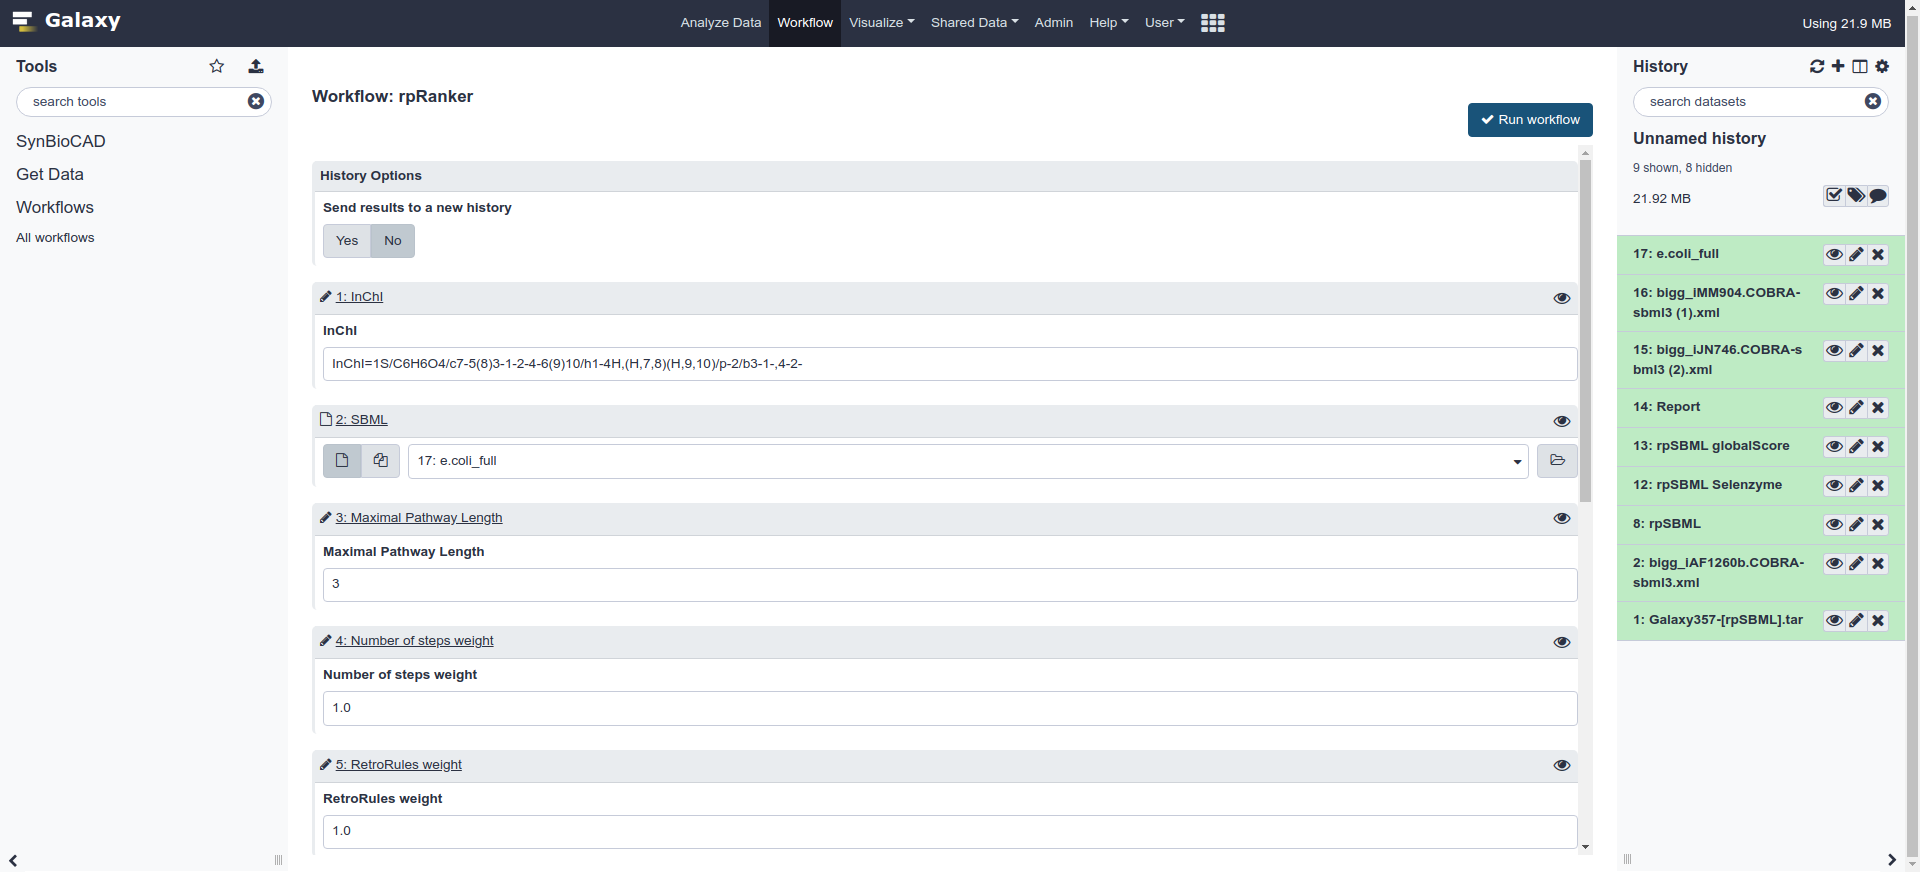 Galaxy
Analyze Data Workflow Visualize Shared Data Admin Help User
Using 21.9 MB
Tools
search tools
SynBioCAD
Get Data
Workflows
All workflows
Workflow: rpRanker
Run workflow
History Options
Send results to a new history
Yes No
1: InChI
InChI
InChI=1S/C6H6O4/c7-5(8)3-1-2-4-6(9)10/h1-4H,(H,7,8)(H,9,10)/p-2/b3-1-,4-2-
2: SBML
17: e.coli_full
3: Maximal Pathway Length
Maximal Pathway Length
3
4: Number of steps weight
Number of steps weight
1.0
5: RetroRules weight
RetroRules weight
1.0
History
search datasets
Unnamed history
9 shown, 8 hidden
21.92 MB
17: e.coli_full
16: bigg_iMM904.COBRA-
sbml3 (1).xml
15: bigg_iJN746.COBRA-s
bml3 (2).xml
14: Report
13: rpSBML globalScore
12: rpSBML Selenzyme
8: rpSBML
2: bigg_iAF1260b.COBRA-
sbml3.xml
1: Galaxy357-[rpSBML].tar